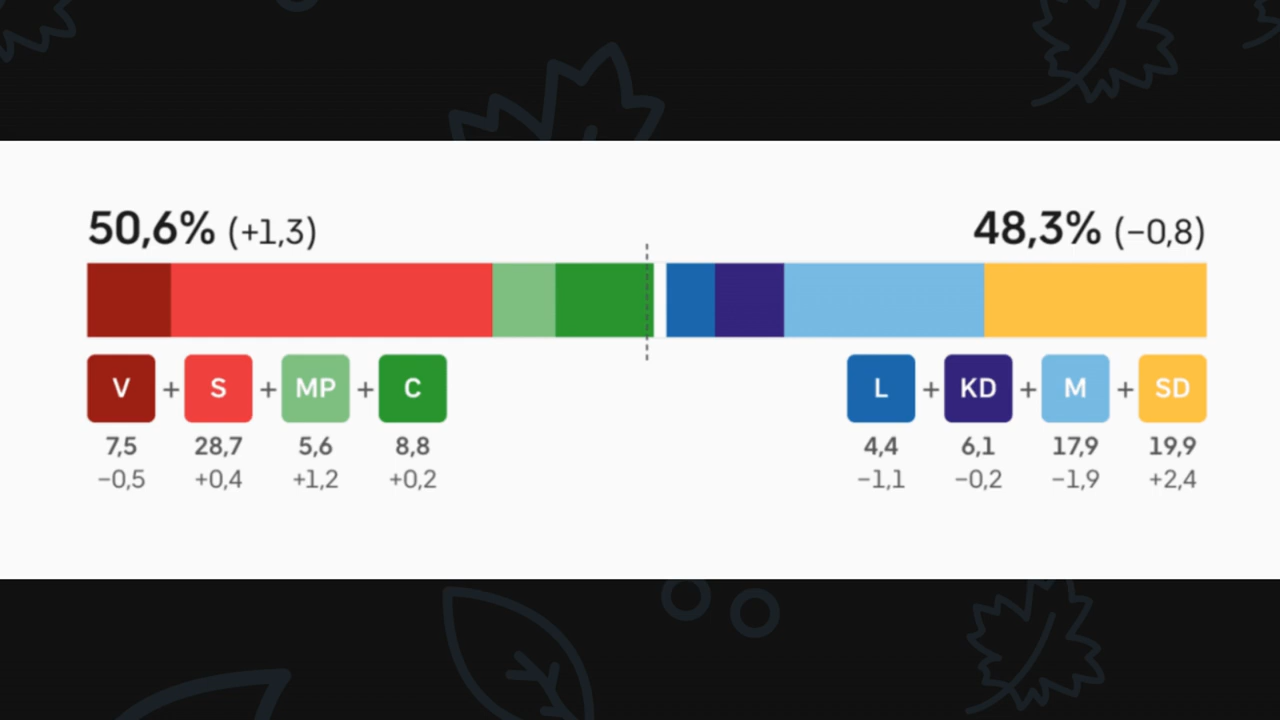 50,6% (+1,3)
48,3% (−0,8)
V + S + MP + C
7,5 28,7 5,6 8,8
−0,5 +0,4 +1,2 +0,2
L + KD + M + SD
4,4 6,1 17,9 19,9
−1,1 −0,2 −1,9 +2,4